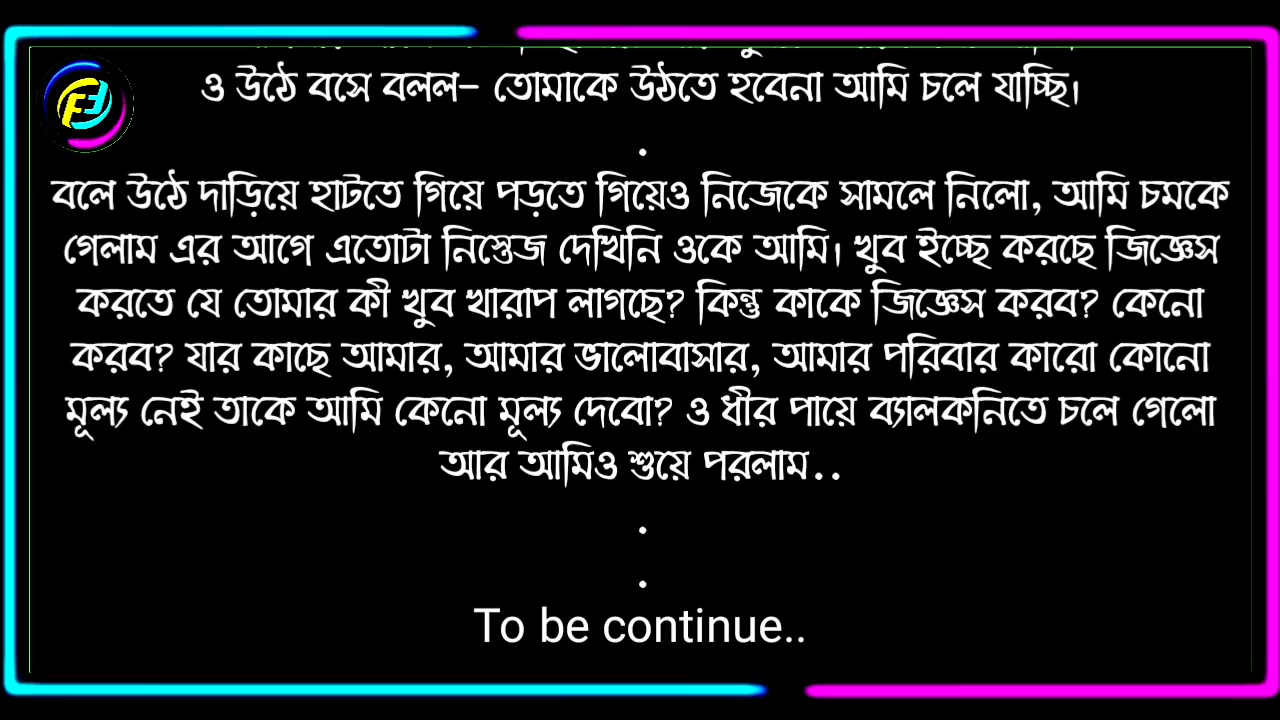 ও উঠে বসে বলল- তোমাকে উঠতে হবেনা আমি চলে যাচ্ছি।
.
বলে উঠে দাড়িয়ে হাটতে গিয়ে পড়তে গিয়েও নিজেকে সামলে নিলো, আমি চমকে
গেলাম এর আগে এতোটা নিস্তেজ দেখিনি ওকে আমি। খুব ইচ্ছে করছে জিজ্ঞেস
করতে যে তোমার কী খুব খারাপ লাগছে? কিন্তু কাকে জিজ্ঞেস করব? কেনো
করব? যার কাছে আমার, আমার ভালোবাসার, আমার পরিবার কারো কোনো
মূল্য নেই তাকে আমি কেনো মূল্য দেবো? ও ধীর পায়ে ব্যালকনিতে চলে গেলো
আর আমিও শুয়ে পরলাম..
.
.
To be continue..